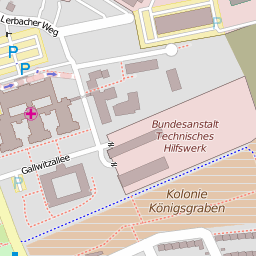 Lerbacher Weg
P
P
P
Bundesanstalt
Technisches
Hilfswerk
Gallwitzallee
Kolonie
Königsgraben